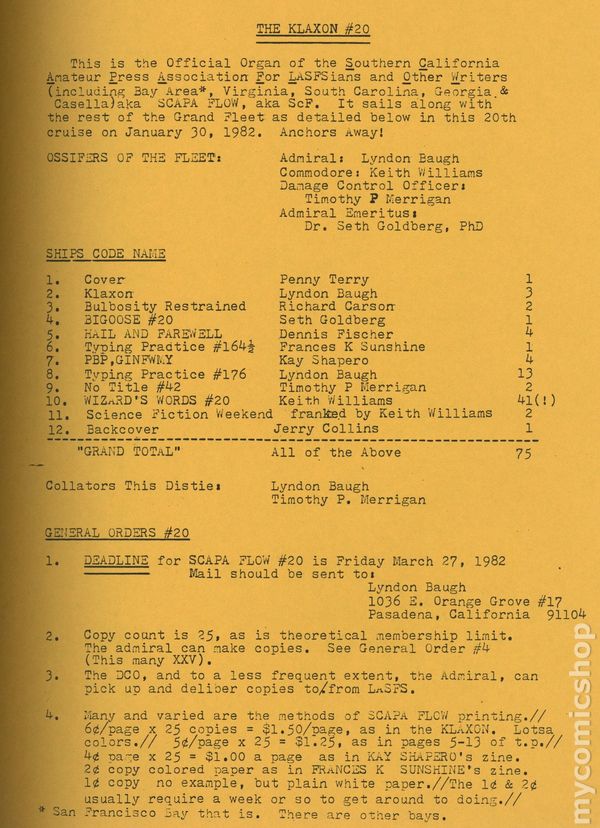 THE KLAXON #20
This is the Official Organ of the Southern California
Amateur Press Association For LASFSians and Other Writers
(including Bay Area*, Virginia, South Carolina, Georgia &
Casella)aka SCAPA FLOW, aka ScF. It sails along with
the rest of the Grand Fleet as detailed below in this 20th
cruise on January 30, 1982. Anchors Away!
OSSIFERS OF THE FLEET: Admiral: Lyndon Baugh
Commodore: Keith Williams
Damage Control Officer:
Timothy P Merrigan
Admiral Emeritus:
Dr. Seth Goldberg, PhD
SHIPS CODE NAME
1. Cover Penny Terry 1
2. Klaxon Lyndon Baugh 3
3. Bulbosity Restrained Richard Carson 2
4. BIGOOSE #20 Seth Goldberg 1
5. HAIL AND FAREWELL Dennis Fischer 4
6. Typing Practice #164½ Frances K Sunshine 1
7. PBP,GINFWMY Kay Shapero 4
8. Typing Practice #176 Lyndon Baugh 13
9. No Title #42 Timothy P Merrigan 2
10. WIZARD'S WORDS #20 Keith Williams 41(!)
11. Science Fiction Weekend franked by Keith Williams 2
12. Backcover Jerry Collins 1
"GRAND TOTAL" All of the Above 75
Collators This Distie: Lyndon Baugh
Timothy P. Merrigan
GENERAL ORDERS #20
1. DEADLINE for SCAPA FLOW #20 is Friday March 27, 1982
Mail should be sent to:
Lyndon Baugh
1036 E. Orange Grove #17
Pasadena, California 91104
2. Copy count is 25, as is theoretical membership limit.
The admiral can make copies. See General Order #4
(This many XXV).
3. The DCO, and to a less frequent extent, the Admiral, can
pick up and deliber copies to/from LASFS.
4. Many and varied are the methods of SCAPA FLOW printing.//
6¢/page x 25 copies = $1.50/page, as in the KLAXON. Lotsa
colors.// 5¢/page x 25 = $1.25, as in pages 5-13 of t.p.//
4¢ page x 25 = $1.00 a page as in KAY SHAPERO's zine.
2¢ copy colored paper as in FRANCES K SUNSHINE's zine.
1¢ copy no example, but plain white paper.//The 1¢ & 2¢
usually require a week or so to get around to doing.//
* San Francisco Bay that is. There are other bays.
mycomicshop